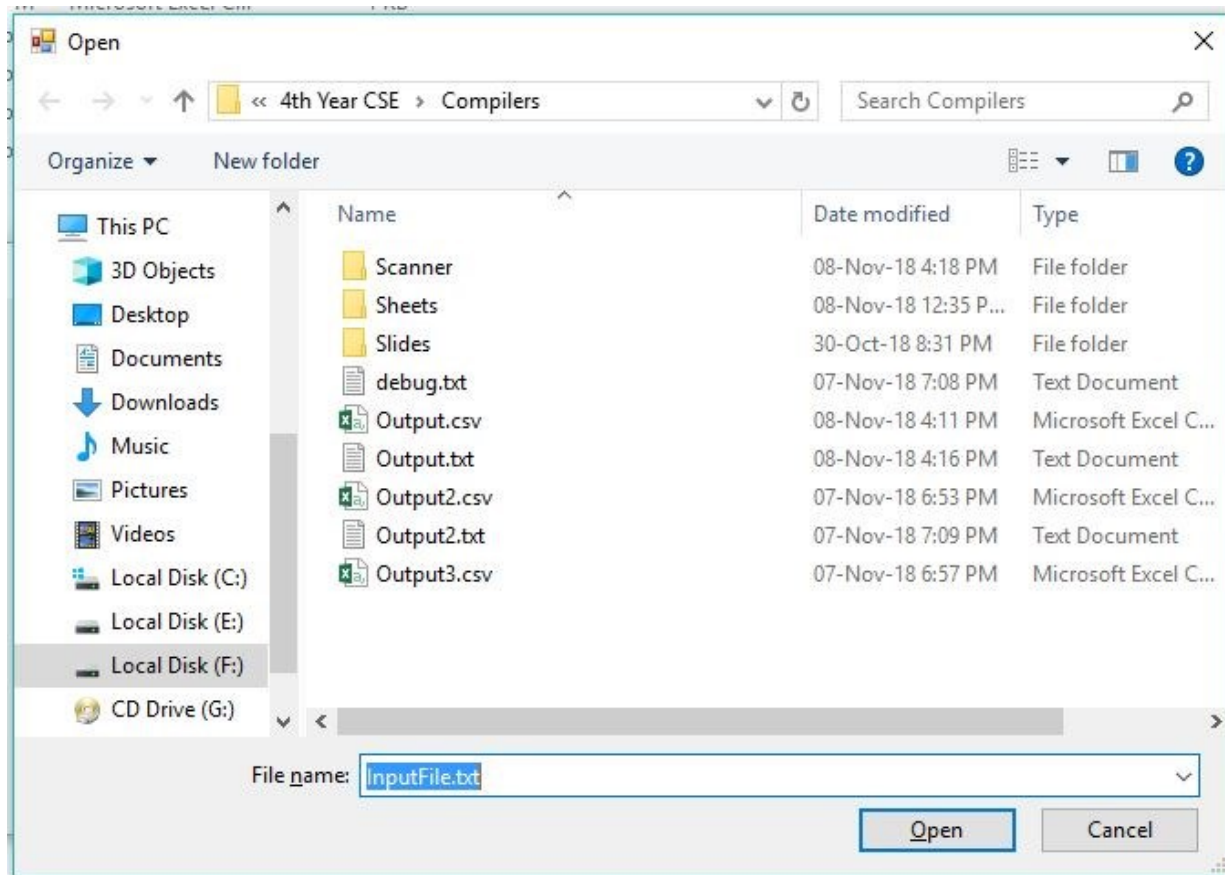 Open
« 4th Year CSE › Compilers
Search Compilers
Organize
New folder
This PC
3D Objects
Desktop
Documents
Downloads
Music
Pictures
Videos
Local Disk (C:)
Local Disk (E:)
Local Disk (F:)
CD Drive (G:)
Name Date modified Type
Scanner 08-Nov-18 4:18 PM File folder
Sheets 08-Nov-18 12:35 P... File folder
Slides 30-Oct-18 8:31 PM File folder
debug.txt 07-Nov-18 7:08 PM Text Document
Output.csv 08-Nov-18 4:11 PM Microsoft Excel C...
Output.txt 08-Nov-18 4:16 PM Text Document
Output2.csv 07-Nov-18 6:53 PM Microsoft Excel C...
Output2.txt 07-Nov-18 7:09 PM Text Document
Output3.csv 07-Nov-18 6:57 PM Microsoft Excel C...
File name: InputFile.txt
Open Cancel